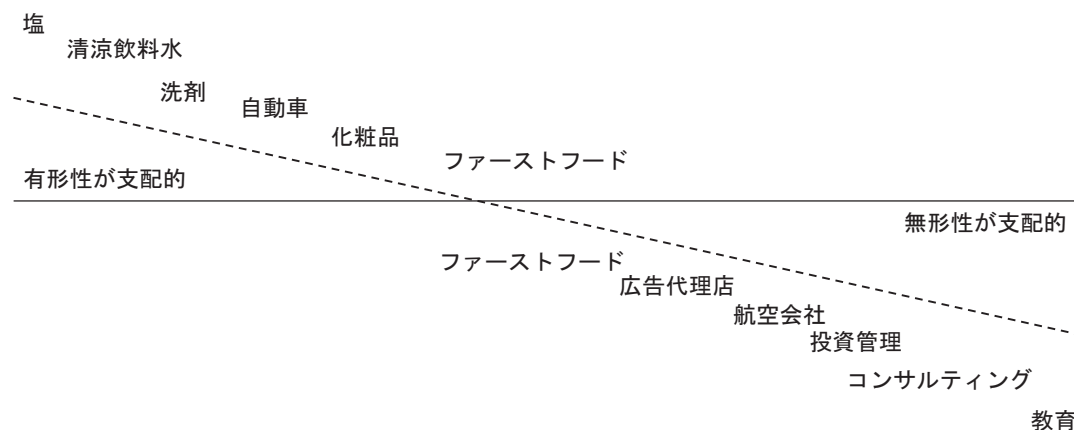 塩
清涼飲料水
洗剤
自動車
化粧品
ファーストフード
有形性が支配的
無形性が支配的
ファーストフード
広告代理店
航空会社
投資管理
コンサルティング
教育